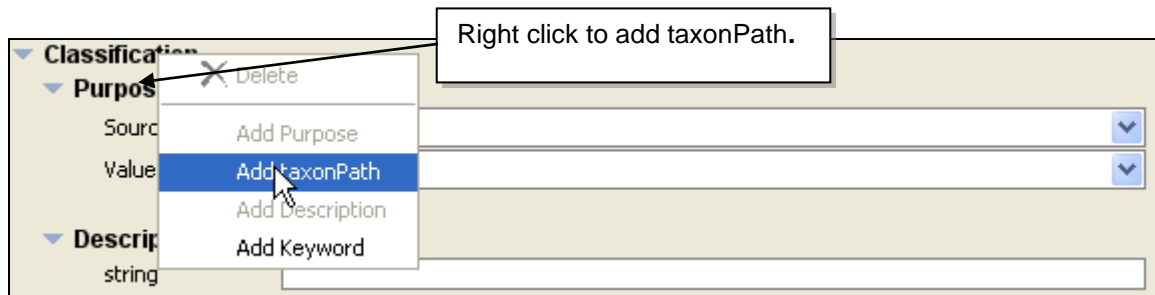 Right click to add taxonPath.
Classification
Delete
Purpos
Sourc
Add Purpose
Value
Add taxonPath
Add Description
Descrip
Add Keyword
string